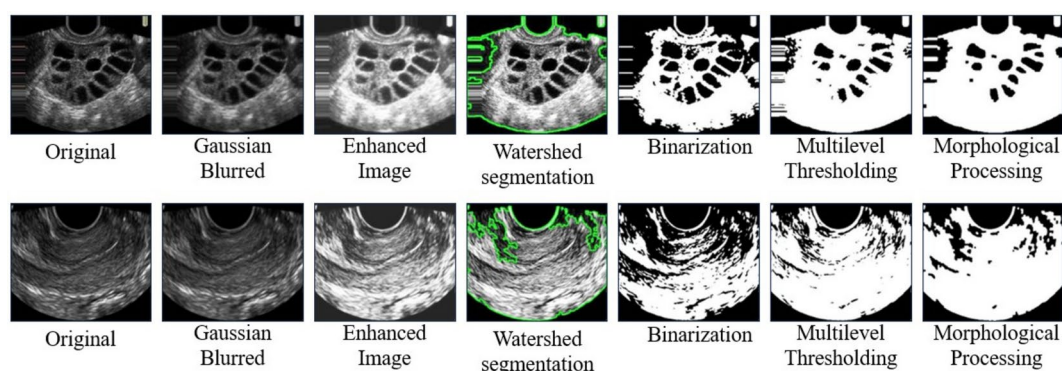 Original
Gaussian
Blurred
Enhanced
Image
Watershed
segmentation
Binarization
Multilevel
Thresholding
Morphological
Processing
Original
Gaussian
Blurred
Enhanced
Image
Watershed
segmentation
Binarization
Multilevel
Thresholding
Morphological
Processing